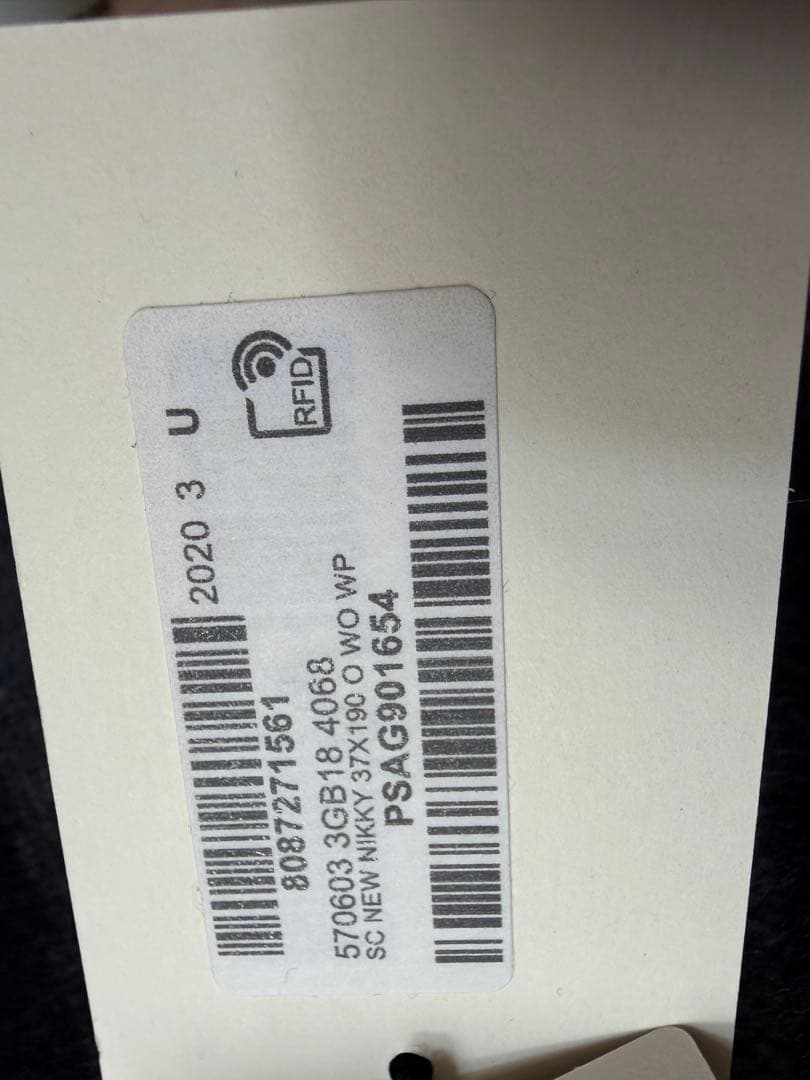 2020 3 U
RFID
8087271561
570603 3GB18 4068
SC NEW NIKKY 37X190 O WO WP
PSAG901654